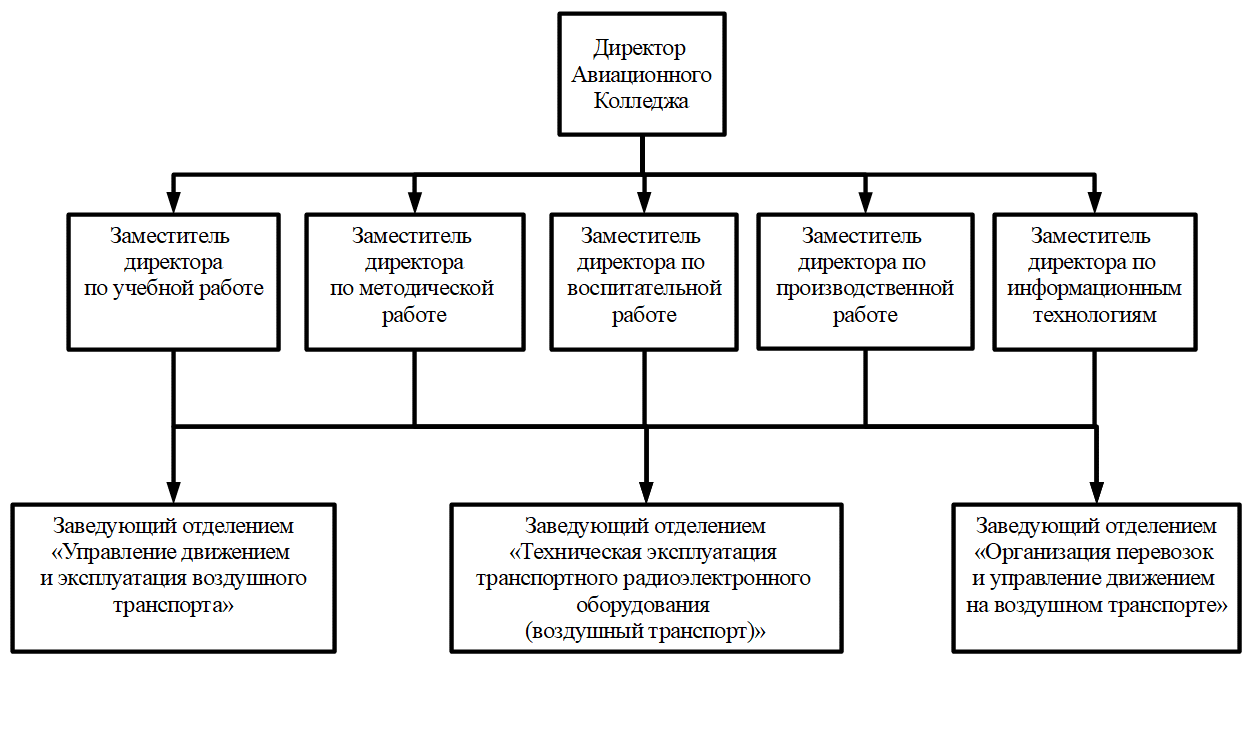 Директор
Авиационного
Колледжа
Заместитель
директора
по учебной работе
Заместитель
директора
по методической
работе
Заместитель
директора по
воспитательной
работе
Заместитель
директора по
производственной
работе
Заместитель
директора по
информационным
технологиям
Заведующий отделением
«Управление движением
и эксплуатация воздушного
транспорта»
Заведующий отделением
«Техническая эксплуатация
транспортного радиоэлектронного
оборудования
(воздушный транспорт)»
Заведующий отделением
«Организация перевозок
и управление движением
на воздушном транспорте»